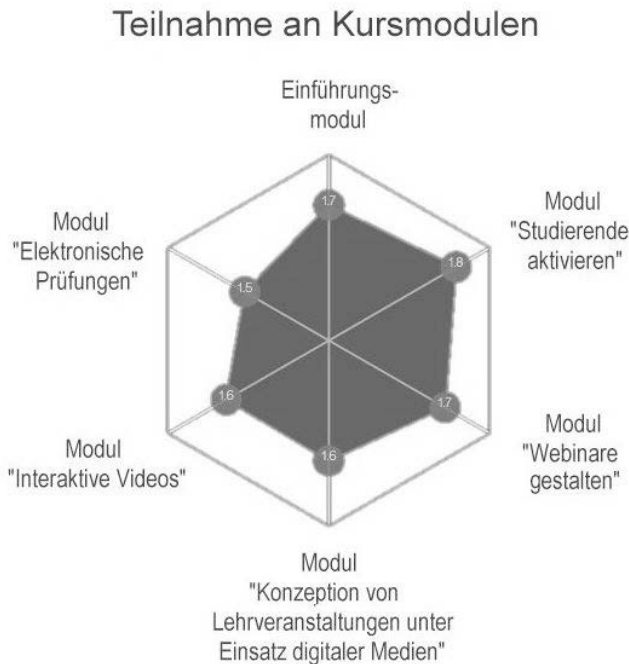 Teilnahme an Kursmodulen
Einführungs-
modul
Modul
"Studierende
aktivieren"
Modul
"Webinare
gestalten"
Modul
"Konzeption von
Lehrveranstaltungen unter
Einsatz digitaler Medien"
Modul
"Interaktive Videos"
Modul
"Elektronische
Prüfungen"
1.7
1.8
1.7
1.6
1.6
1.5